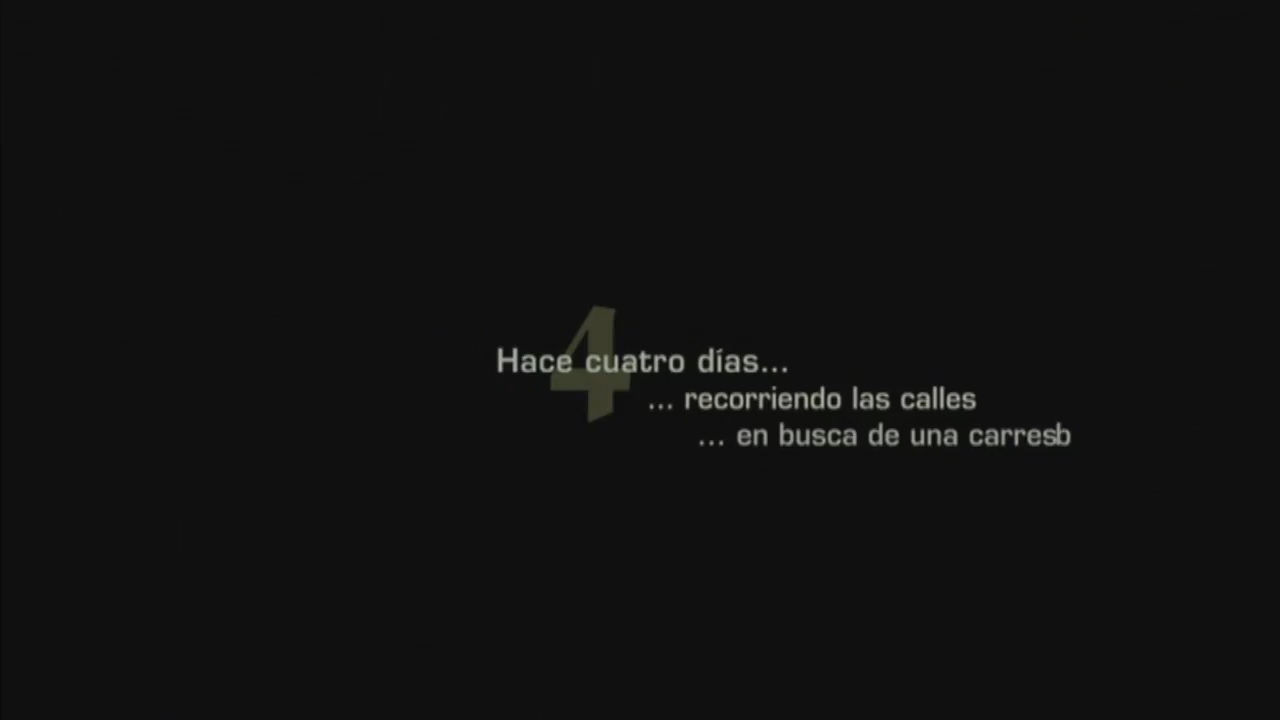 4
Hace cuatro días...
... recorriendo las calles
... en busca de una carresb